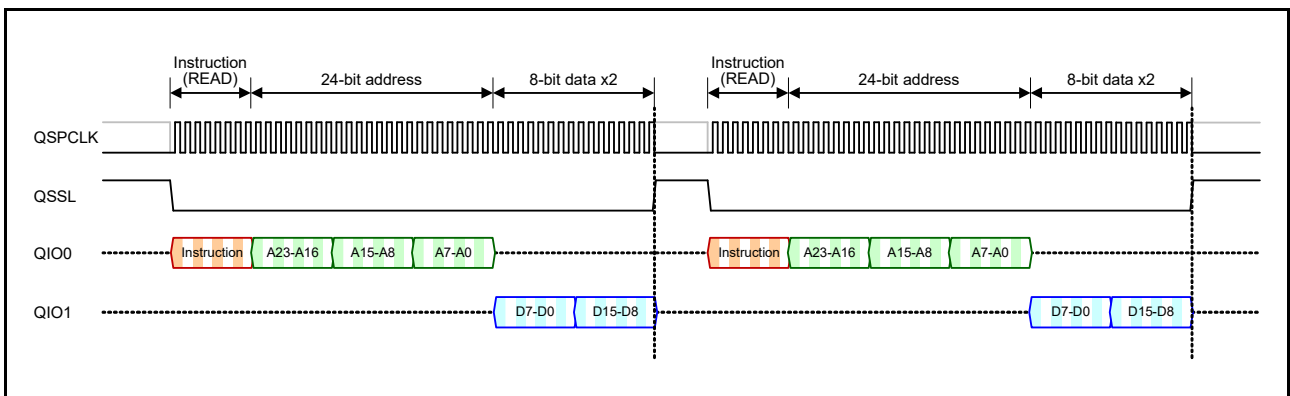 Instruction
(READ) 24-bit address 8-bit data x2 Instruction
(READ) 24-bit address 8-bit data x2
QSPCLK
QSSL
QIO0 Instruction A23-A16 A15-A8 A7-A0 Instruction A23-A16 A15-A8 A7-A0
QIO1 D7-D0 D15-D8 D7-D0 D15-D8